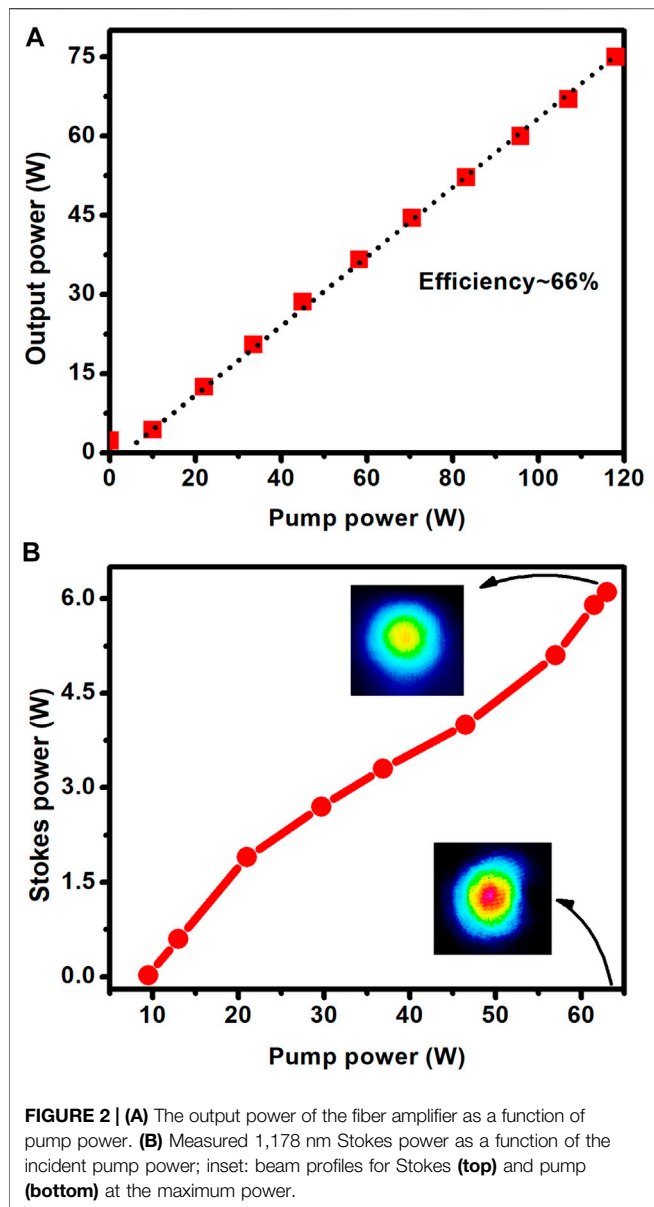 A
Output power (W)
75
60
45
30
15
0
Efficiency~66%
0 20 40 60 80 100 120
Pump power (W)
B
Stokes power (W)
6.0
4.5
3.0
1.5
0.0
10 20 30 40 50 60
Pump power (W)
FIGURE 2 | (A) The output power of the fiber amplifier as a function of
pump power. (B) Measured 1,178 nm Stokes power as a function of the
incident pump power; inset: beam profiles for Stokes (top) and pump
(bottom) at the maximum power.